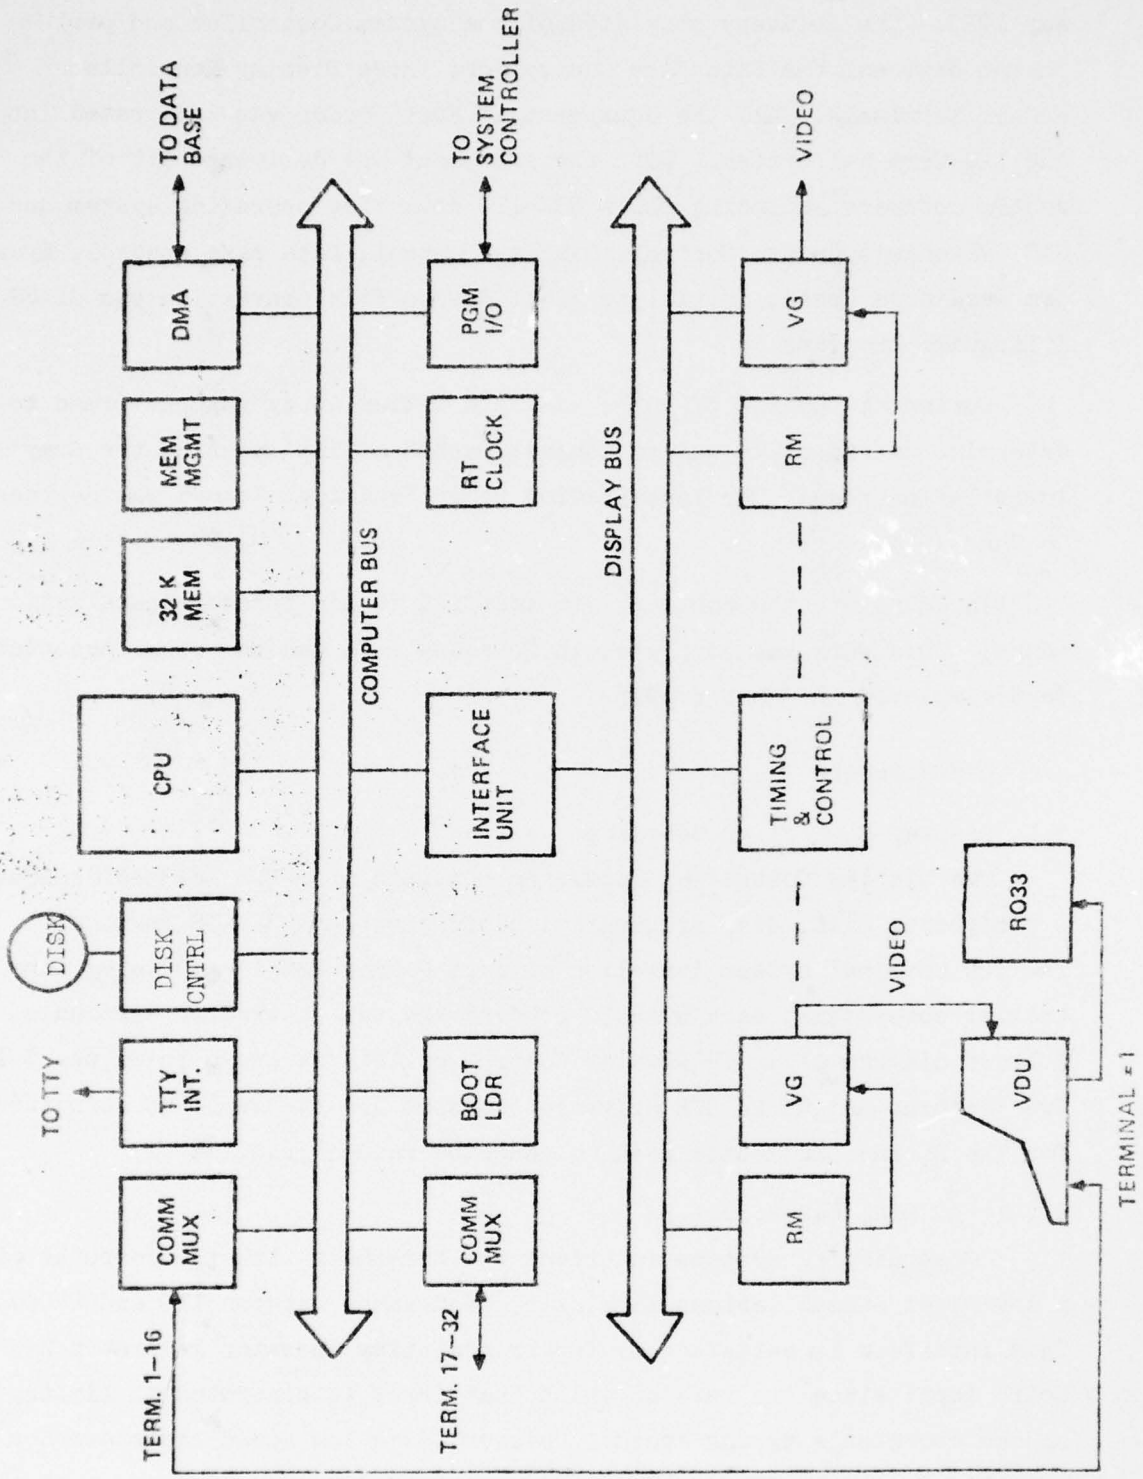 TO TTY
DISK
TO DATA
BASE
COMM
MUX
TTY
INT.
DISK
CNTRL
CPU
32 K
MEM
MEM
MGMT
DMA
TERM. 1-16
COMPUTER BUS
TERM. 17-32
COMM
MUX
BOOT
LDR
INTERFACE
UNIT
RT
CLOCK
PGM
I/O
TO
SYSTEM
CONTROLLER
DISPLAY BUS
RM
VG
TIMING
&
CONTROL
RM
VG
VIDEO
VIDEO
VDU
RO33
TERMINAL #1